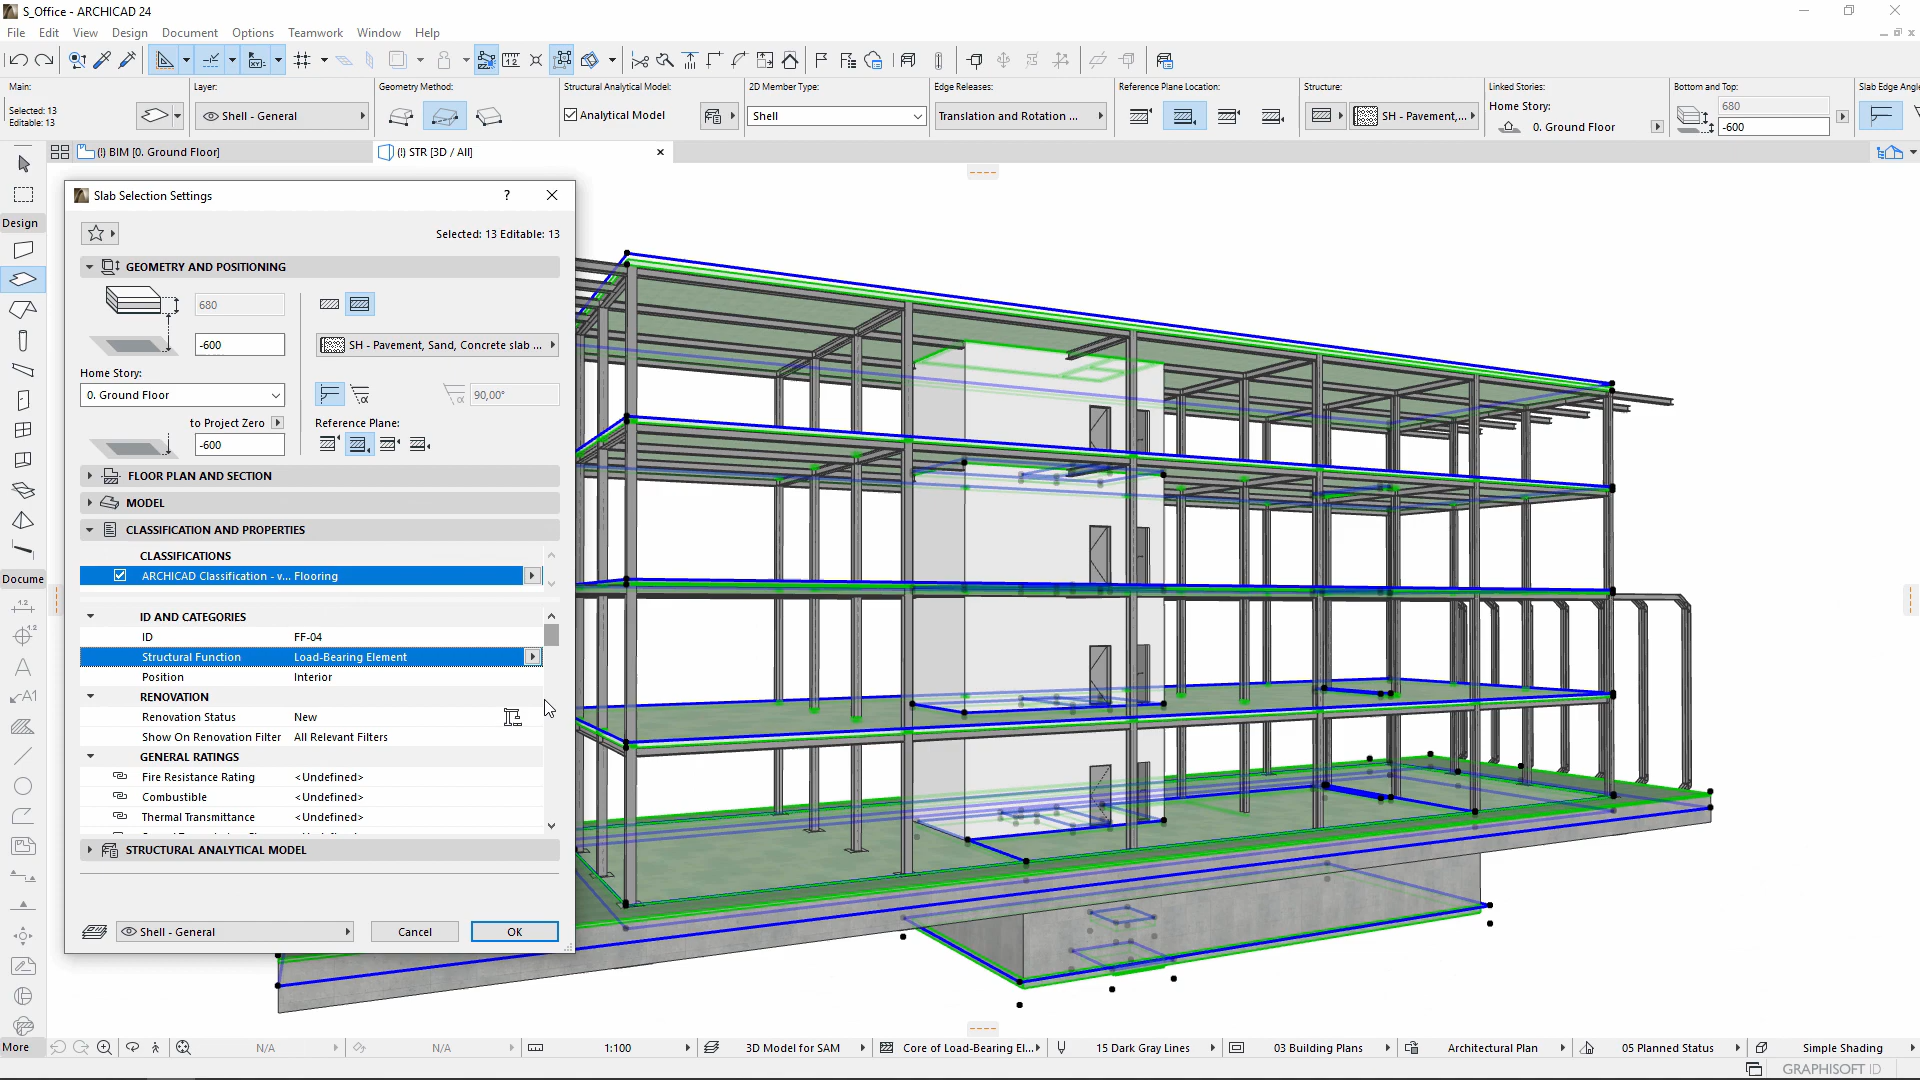 S_Office - ARCHICAD 24
File Edit View Design Document Options Teamwork Window Help
Main:
Selected: 13
Editable: 13
Layer:
Shell - General
Geometry Method:
Structural Analytical Model:
Analytical Model
2D Member Type:
Shell
Edge Releases:
Translation and Rotation ...
Reference Plane Location:
Structure:
SH - Pavement,...
Linked Stories:
Home Story:
0. Ground Floor
Bottom and Top:
680
-600
Slab Edge Angle
(!) BIM [0. Ground Floor]
(!) STR [3D / All]
Design
Docume
More
Slab Selection Settings
?
Selected: 13 Editable: 13
GEOMETRY AND POSITIONING
680
-600
SH - Pavement, Sand, Concrete slab ...
Home Story:
0. Ground Floor
90,00°
to Project Zero
-600
Reference Plane:
FLOOR PLAN AND SECTION
MODEL
CLASSIFICATION AND PROPERTIES
CLASSIFICATIONS
ARCHICAD Classification - v... Flooring
ID AND CATEGORIES
ID FF-04
Structural Function Load-Bearing Element
Position Interior
RENOVATION
Renovation Status New
Show On Renovation Filter All Relevant Filters
GENERAL RATINGS
Fire Resistance Rating <Undefined>
Combustible <Undefined>
Thermal Transmittance <Undefined>
STRUCTURAL ANALYTICAL MODEL
Shell - General
Cancel
OK
N/A
N/A
1:100
3D Model for SAM
Core of Load-Bearing El...
15 Dark Gray Lines
03 Building Plans
Architectural Plan
05 Planned Status
Simple Shading
GRAPHISOFT ID